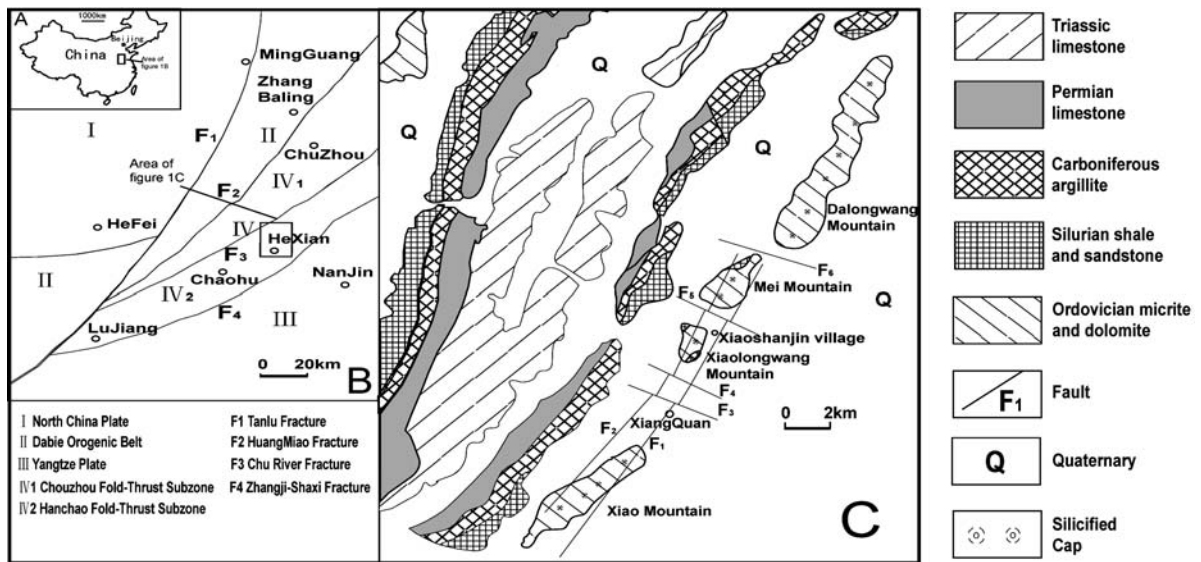 A
1000km
Beijing
China
Area of
figure 1B
MingGuang
Zhang
Baling
I
F1
II
ChuZhou
Area of
figure 1C
F2
IV1
HeFei
IV
HeXian
F3
II
Chaohu
NanJin
IV2
F4
III
LuJiang
0 20km
B
I North China Plate
II Dabie Orogenic Belt
III Yangtze Plate
IV1 Chouzhou Fold-Thrust Subzone
IV2 Hanchao Fold-Thrust Subzone
F1 Tanlu Fracture
F2 HuangMiao Fracture
F3 Chu River Fracture
F4 Zhangji-Shaxi Fracture
Q
Q
Q
Dalongwang
Mountain
F6
Mei Mountain
Q
F5
Xiaoshanjin village
Xiaolongwang
Mountain
F4
F3
0 2km
XiangQuan
F2
F1
Xiao Mountain
C
Triassic
limestone
Permian
limestone
Carboniferous
argillite
Silurian shale
and sandstone
Ordovician micrite
and dolomite
F1
Fault
Q
Quaternary
Silicified
Cap